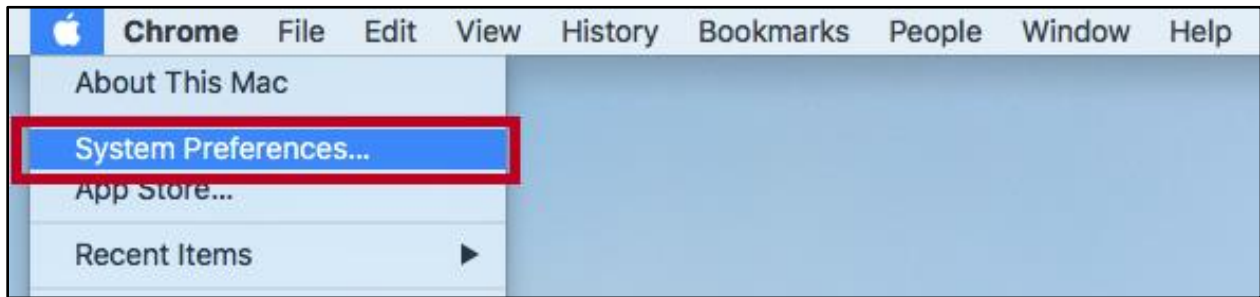 Chrome File Edit View History Bookmarks People Window Help
About This Mac
System Preferences...
App Store...
Recent Items